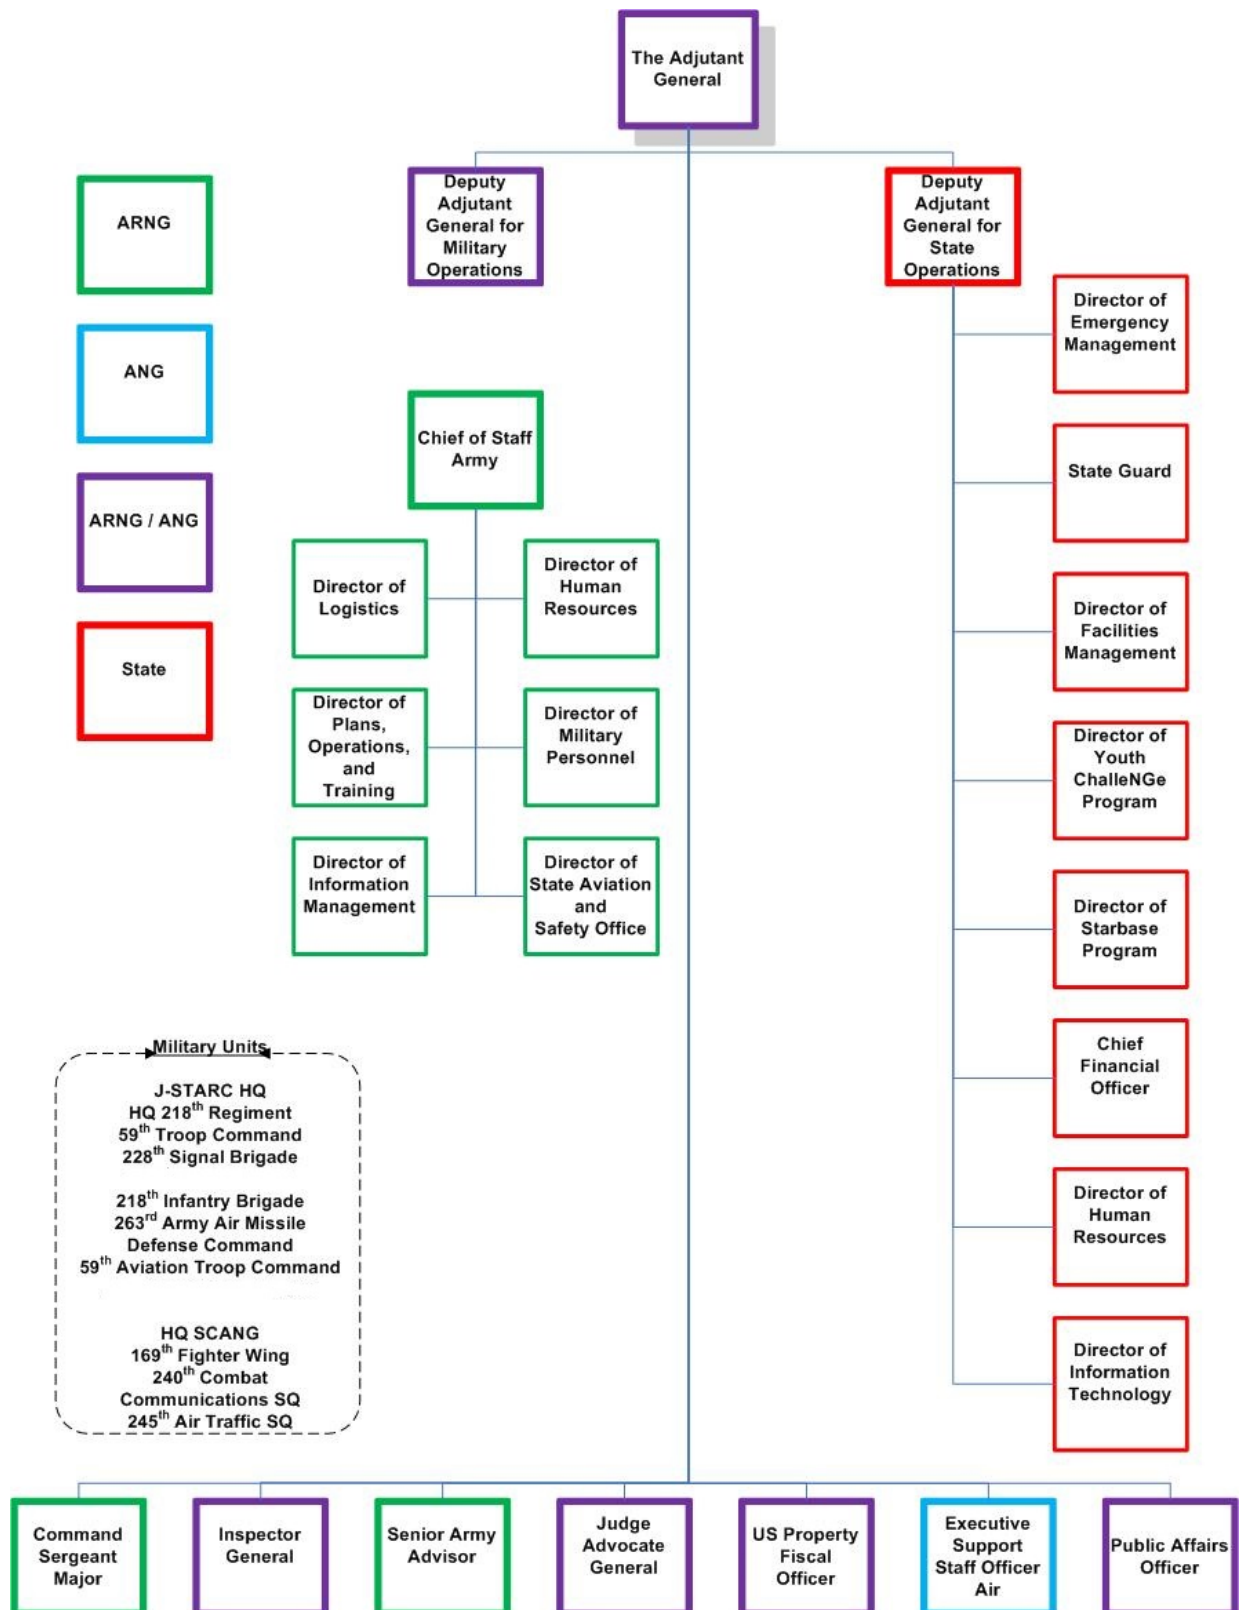 The Adjutant
General
Deputy
Adjutant
General for
Military
Operations
Deputy
Adjutant
General for
State
Operations
ARNG
ANG
ARNG / ANG
State
Chief of Staff
Army
Director of
Logistics
Director of
Human
Resources
Director of
Plans,
Operations,
and
Training
Director of
Military
Personnel
Director of
Information
Management
Director of
State Aviation
and
Safety Office
Director of
Emergency
Management
State Guard
Director of
Facilities
Management
Director of
Youth
ChalleNGe
Program
Director of
Starbase
Program
Chief
Financial
Officer
Director of
Human
Resources
Director of
Information
Technology
Military Units
J-STARC HQ
HQ 218th Regiment
59th Troop Command
228th Signal Brigade
218th Infantry Brigade
263rd Army Air Missile
Defense Command
59th Aviation Troop Command
HQ SCANG
169th Fighter Wing
240th Combat
Communications SQ
245th Air Traffic SQ
Command
Sergeant
Major
Inspector
General
Senior Army
Advisor
Judge
Advocate
General
US Property
Fiscal
Officer
Executive
Support
Staff Officer
Air
Public Affairs
Officer